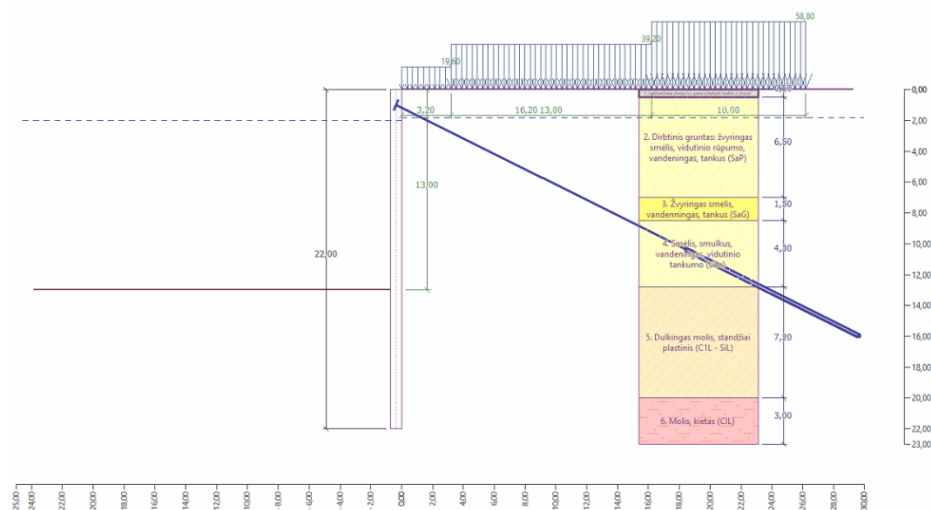 58,80
39,20
19,60
0,00
3,20
16,20 13,00
10,00
2,00
2. Dirbtinis gruntas: žvyringas
smėlis, vidutinio rūpumo,
vandeningas, tankus (SaP)
6,50
4,00
6,00
13,00
3. Žvyringas smėlis,
vandenningas, tankus (SaG)
1,50
8,00
22,00
4. Smėlis, smulkus,
vandeningas, vidutinio
tankumo
4,30
10,00
12,00
14,00
5. Dulkingas molis, standžiai
plastinis (C1L - SiL)
7,20
16,00
18,00
20,00
6. Molis, kietas (CIL)
3,00
22,00
23,00
25,00 24,00 22,00 20,00 18,00 16,00 14,00 12,00 10,00 8,00 6,00 4,00 2,00 0,00 2,00 4,00 6,00 8,00 10,00 12,00 14,00 16,00 18,00 20,00 22,00 24,00 26,00 28,00 30,00